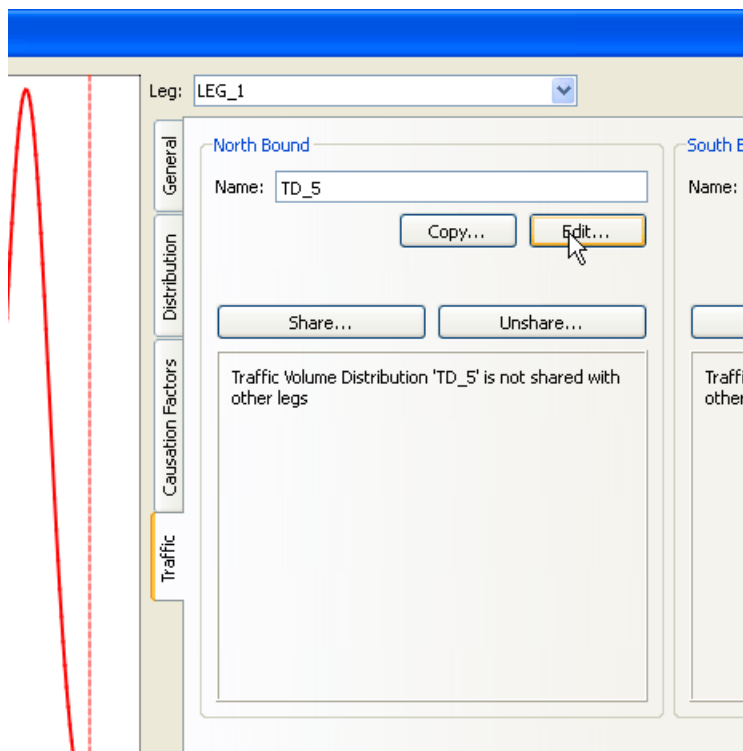 Leg: LEG_1
General
Distribution
Causation Factors
Traffic
North Bound
Name: TD_5
Copy... Edit...
Share... Unshare...
Traffic Volume Distribution 'TD_5' is not shared with
other legs
South
Name: